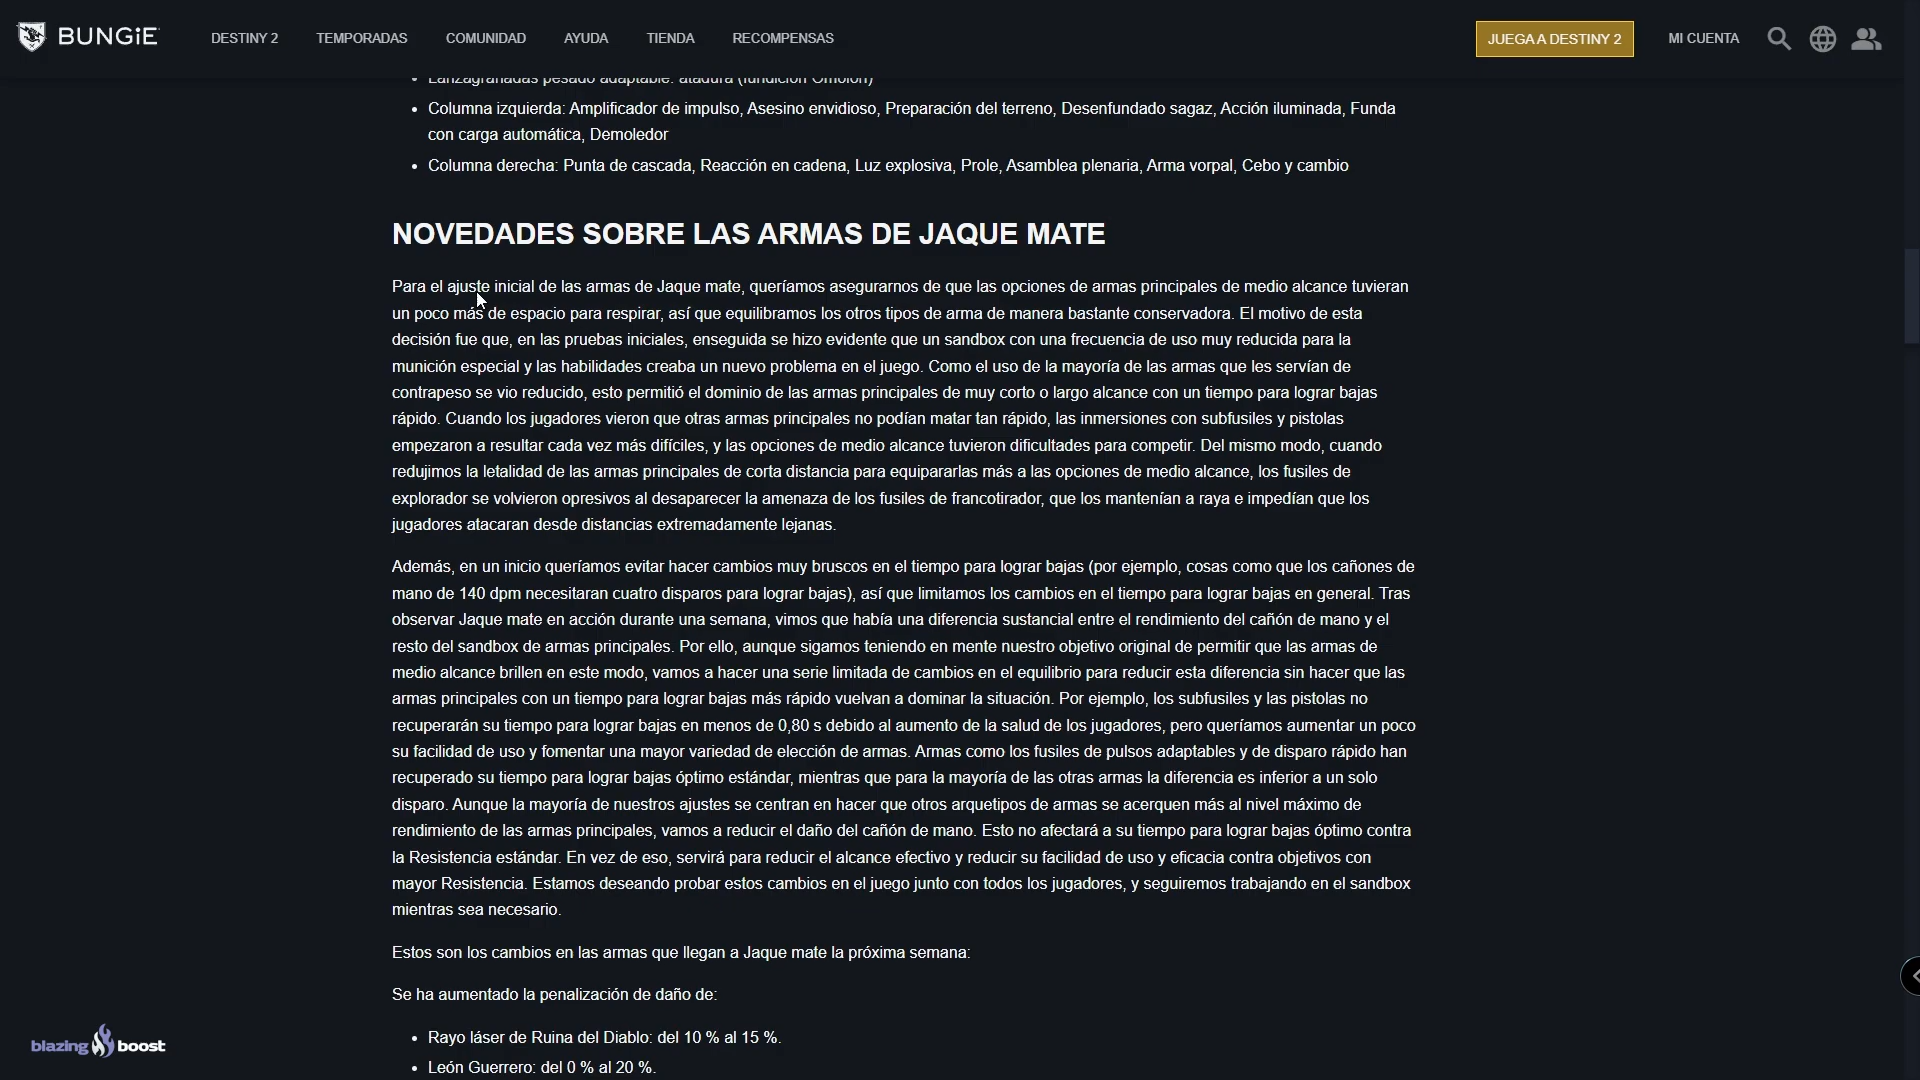 BUNGiE
DESTINY 2
TEMPORADAS
COMUNIDAD
AYUDA
TIENDA
RECOMPENSAS
JUEGA A DESTINY 2
MI CUENTA
Lanzagranadas pesado adaptable: atadura (fundición Omolon)
• Columna izquierda: Amplificador de impulso, Asesino envidioso, Preparación del terreno, Desenfundado sagaz, Acción iluminada, Funda
con carga automática, Demoledor
• Columna derecha: Punta de cascada, Reacción en cadena, Luz explosiva, Prole, Asamblea plenaria, Arma vorpal, Cebo y cambio
NOVEDADES SOBRE LAS ARMAS DE JAQUE MATE
Para el ajuste inicial de las armas de Jaque mate, queríamos asegurarnos de que las opciones de armas principales de medio alcance tuvieran
un poco más de espacio para respirar, así que equilibramos los otros tipos de arma de manera bastante conservadora. El motivo de esta
decisión fue que, en las pruebas iniciales, enseguida se hizo evidente que un sandbox con una frecuencia de uso muy reducida para la
munición especial y las habilidades creaba un nuevo problema en el juego. Como el uso de la mayoría de las armas que les servían de
contrapeso se vio reducido, esto permitió el dominio de las armas principales de muy corto o largo alcance con un tiempo para lograr bajas
rápido. Cuando los jugadores vieron que otras armas principales no podían matar tan rápido, las inmersiones con subfusiles y pistolas
empezaron a resultar cada vez más difíciles, y las opciones de medio alcance tuvieron dificultades para competir. Del mismo modo, cuando
redujimos la letalidad de las armas principales de corta distancia para equipararlas más a las opciones de medio alcance, los fusiles de
explorador se volvieron opresivos al desaparecer la amenaza de los fusiles de francotirador, que los mantenían a raya e impedían que los
jugadores atacaran desde distancias extremadamente lejanas.
Además, en un inicio queríamos evitar hacer cambios muy bruscos en el tiempo para lograr bajas (por ejemplo, cosas como que los cañones de
mano de 140 dpm necesitaran cuatro disparos para lograr bajas), así que limitamos los cambios en el tiempo para lograr bajas en general. Tras
observar Jaque mate en acción durante una semana, vimos que había una diferencia sustancial entre el rendimiento del cañón de mano y el
resto del sandbox de armas principales. Por ello, aunque sigamos teniendo en mente nuestro objetivo original de permitir que las armas de
medio alcance brillen en este modo, vamos a hacer una serie limitada de cambios en el equilibrio para reducir esta diferencia sin hacer que las
armas principales con un tiempo para lograr bajas más rápido vuelvan a dominar la situación. Por ejemplo, los subfusiles y las pistolas no
recuperarán su tiempo para lograr bajas en menos de 0,80 s debido al aumento de la salud de los jugadores, pero queríamos aumentar un poco
su facilidad de uso y fomentar una mayor variedad de elección de armas. Armas como los fusiles de pulsos adaptables y de disparo rápido han
recuperado su tiempo para lograr bajas óptimo estándar, mientras que para la mayoría de las otras armas la diferencia es inferior a un solo
disparo. Aunque la mayoría de nuestros ajustes se centran en hacer que otros arquetipos de armas se acerquen más al nivel máximo de
rendimiento de las armas principales, vamos a reducir el daño del cañón de mano. Esto no afectará a su tiempo para lograr bajas óptimo contra
la Resistencia estándar. En vez de eso, servirá para reducir el alcance efectivo y reducir su facilidad de uso y eficacia contra objetivos con
mayor Resistencia. Estamos deseando probar estos cambios en el juego junto con todos los jugadores, y seguiremos trabajando en el sandbox
mientras sea necesario.
Estos son los cambios en las armas que llegan a Jaque mate la próxima semana:
Se ha aumentado la penalización de daño de:
• Rayo láser de Ruina del Diablo: del 10 % al 15 %.
• León Guerrero: del 0 % al 20 %.
blazing boost